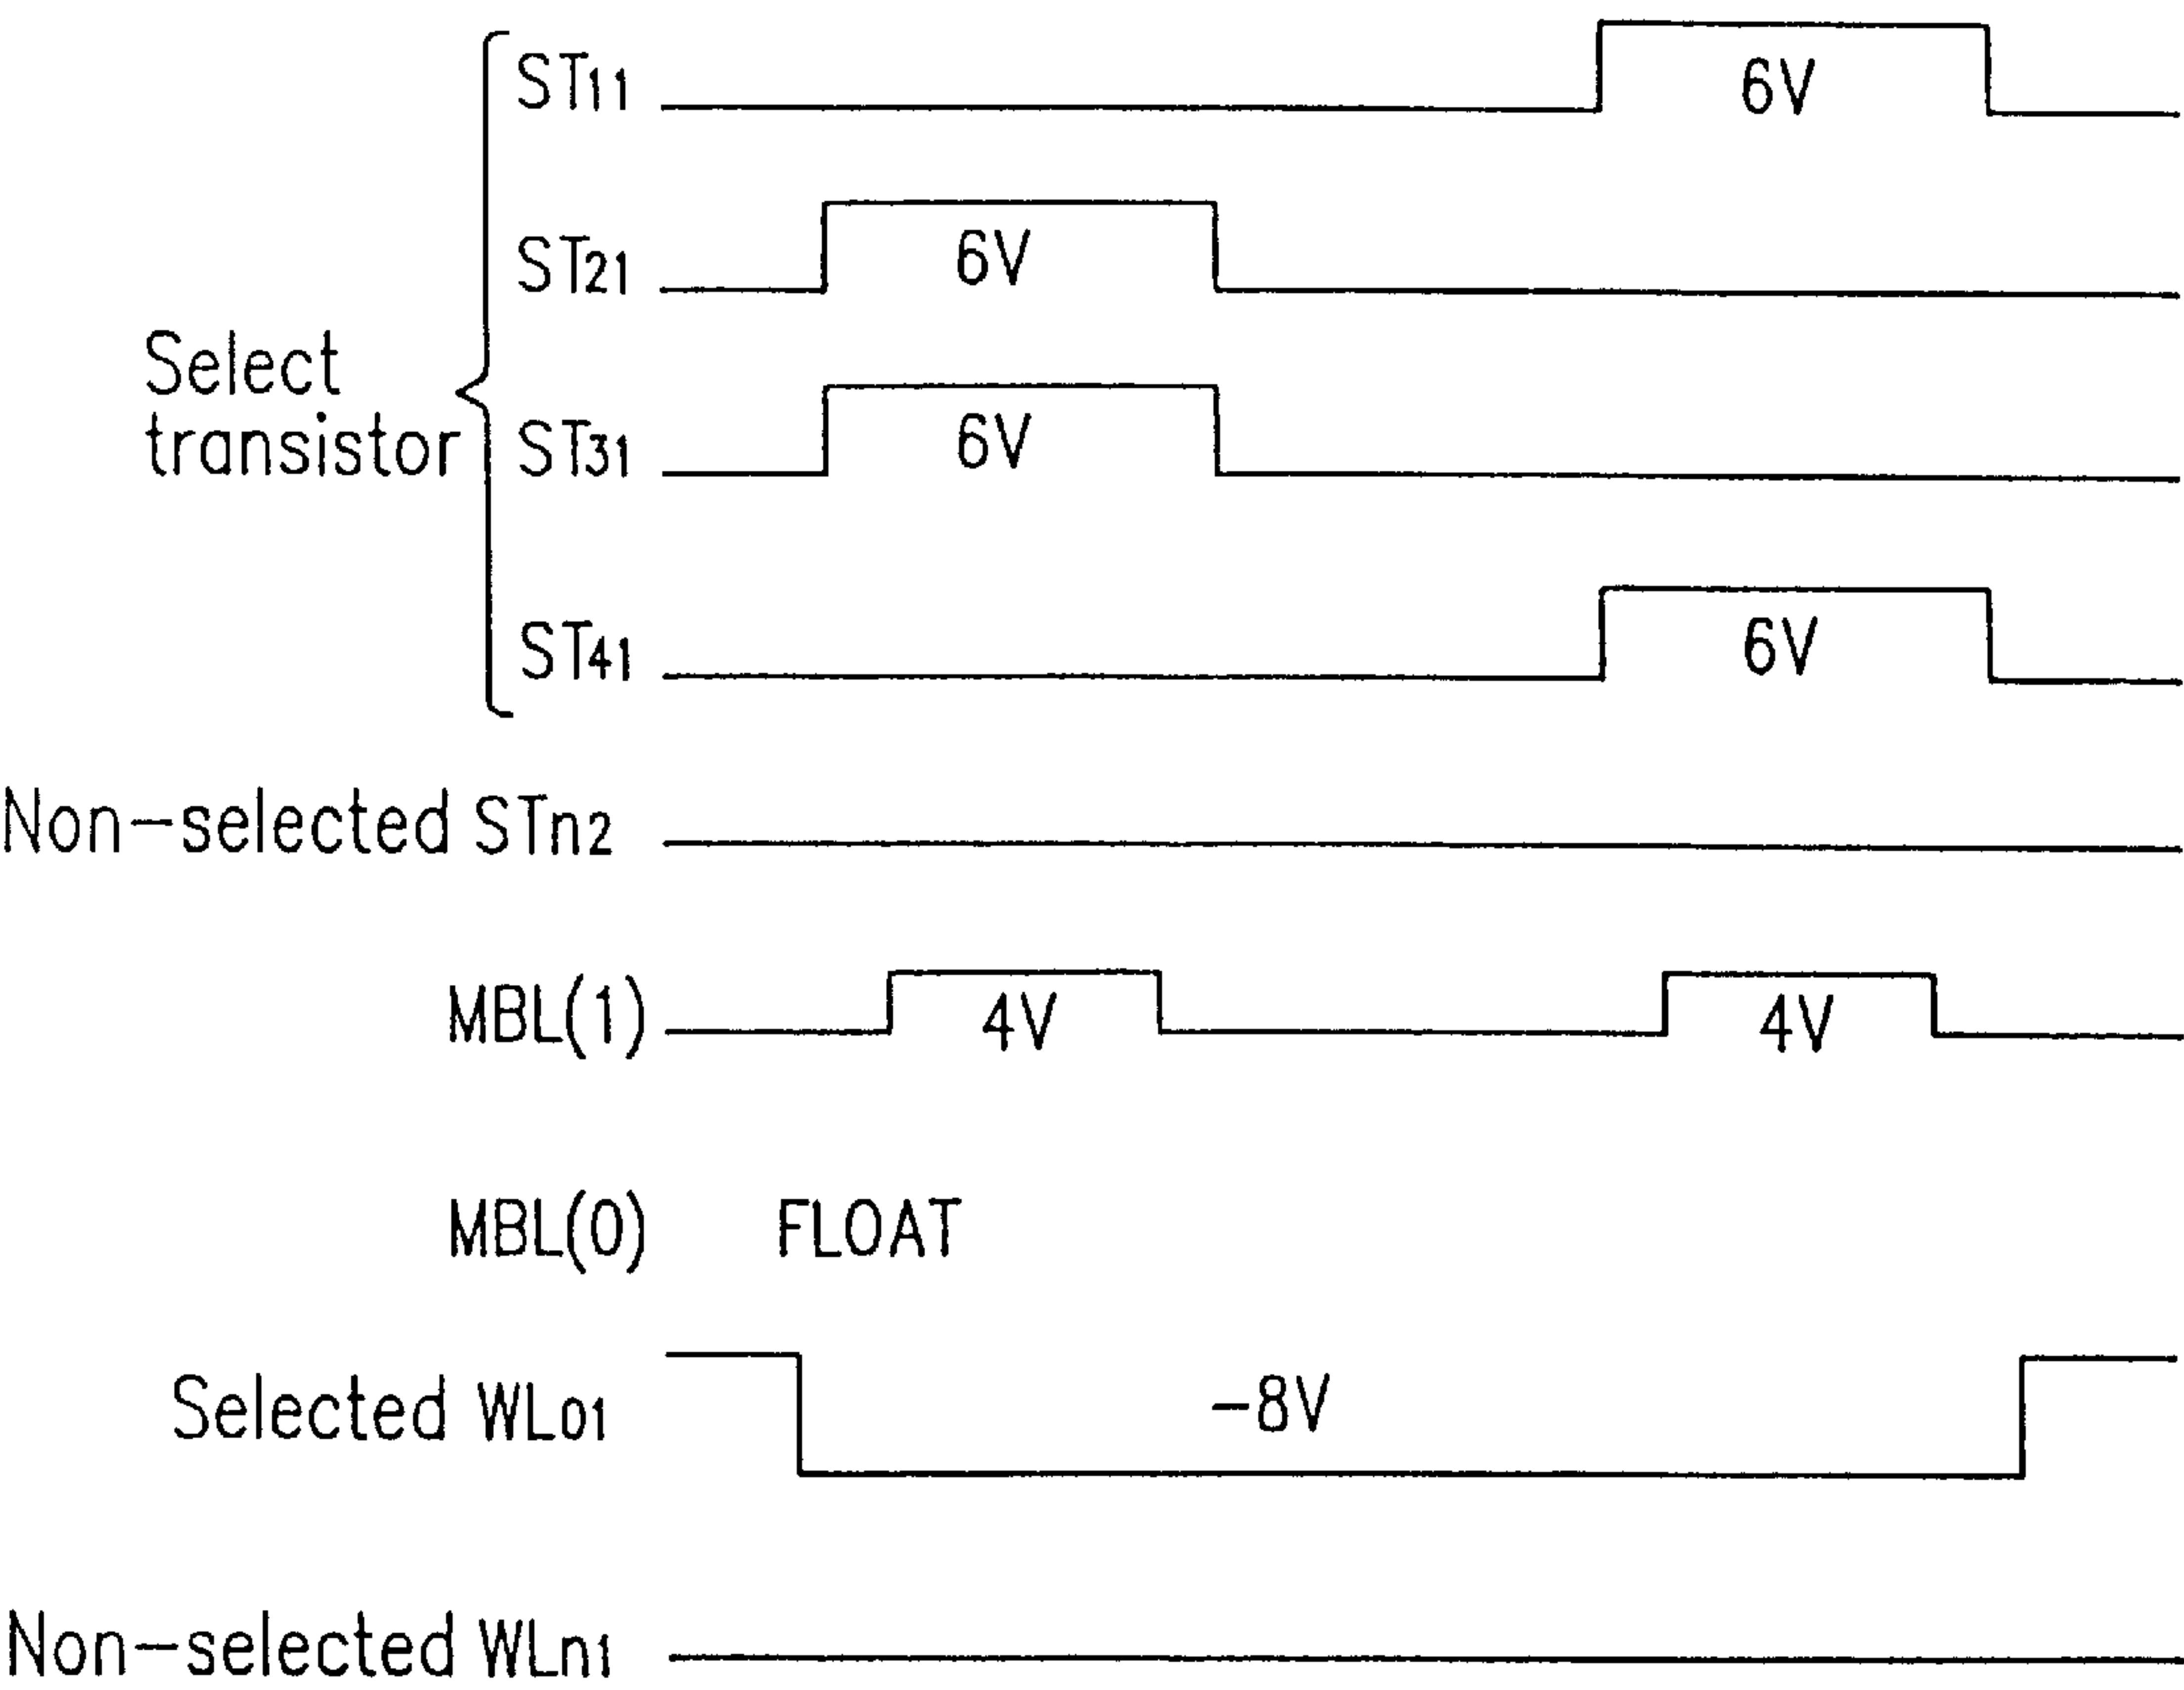 ST11
6V
ST21
6V
Select
transistor
ST31
6V
ST41
6V
Non-selected STn2
MBL(1)
4V
4V
MBL(0)
FLOAT
Selected WLo1
-8V
Non-selected WLn1